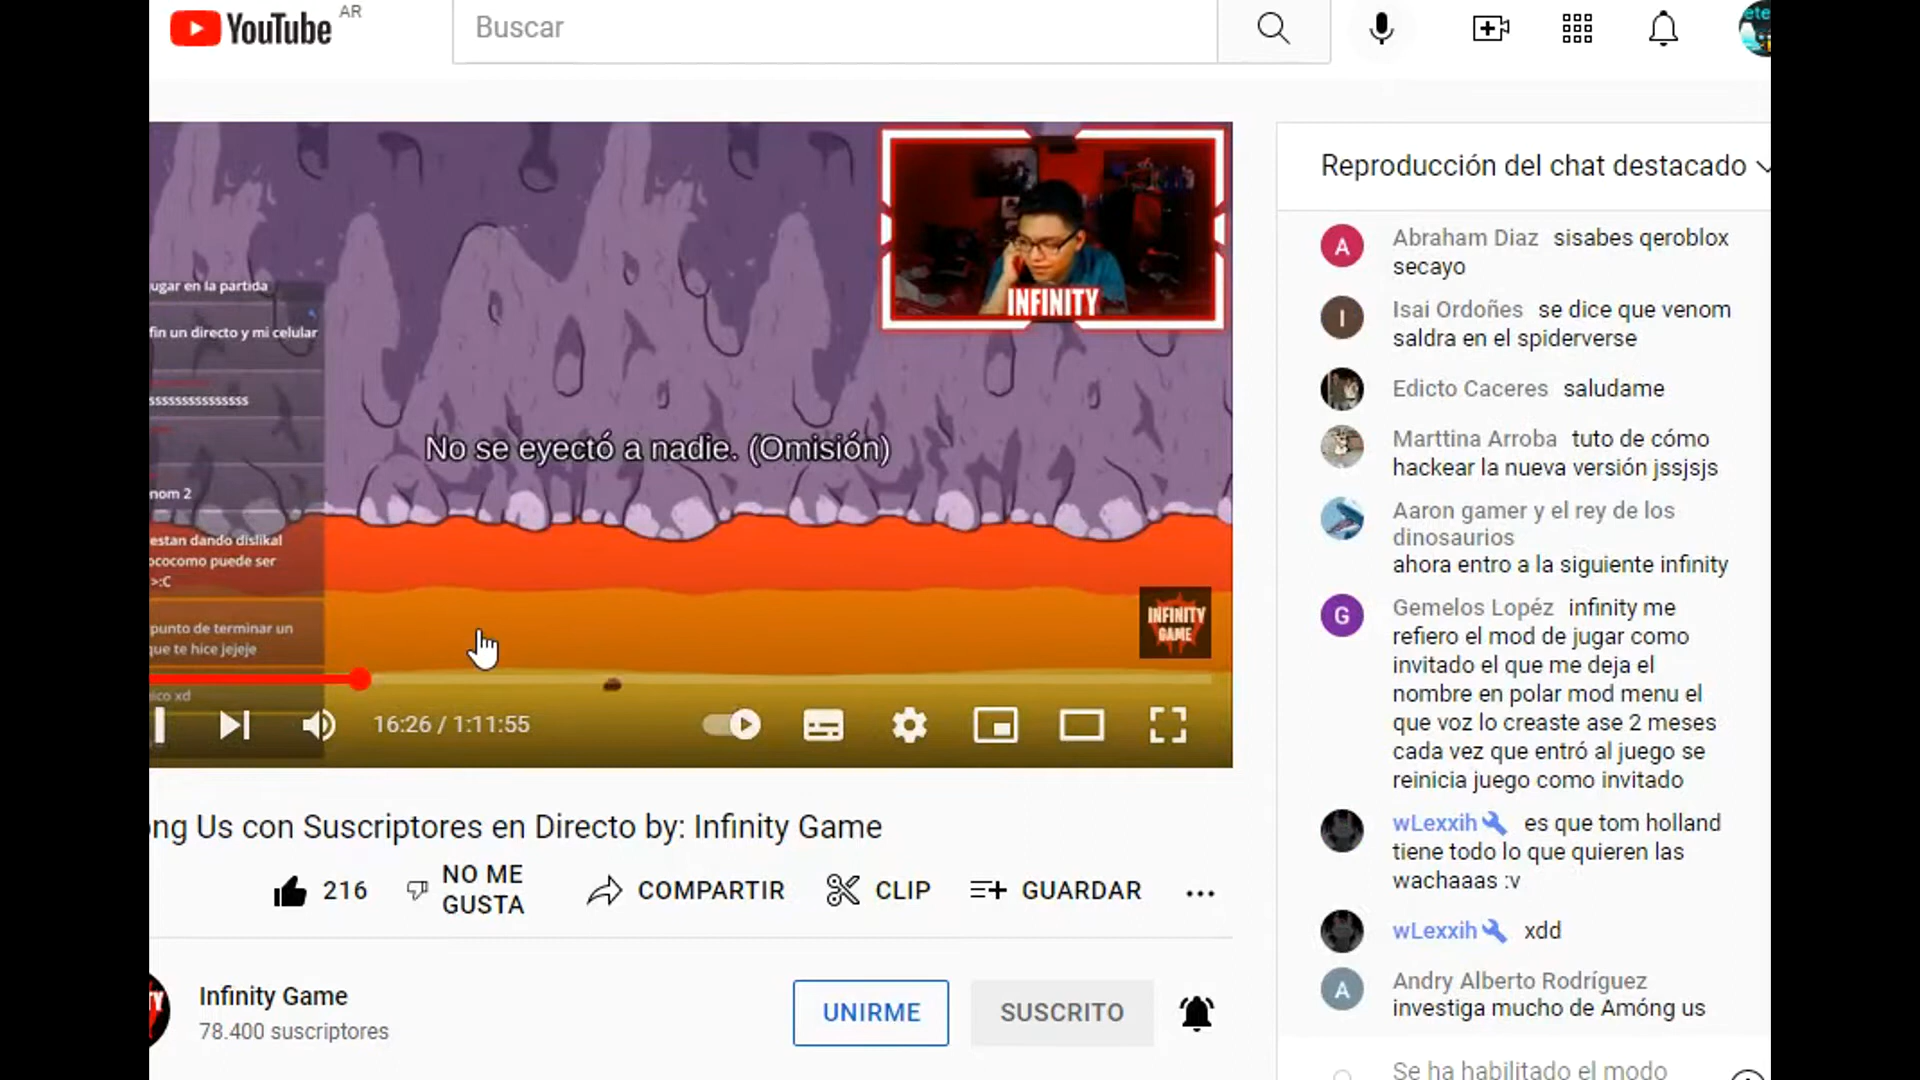 YouTube AR
Buscar
ugar en la partida
fin un directo y mi celular
sssssssssssssss
nom 2
estan dando dislikal
ococomo puede ser
>:C
punto de terminar un
que te hice jejeje
ico xd
INFINITY
No se eyectó a nadie. (Omisión)
INFINITY
GAME
16:26 / 1:11:55
ong Us con Suscriptores en Directo by: Infinity Game
216
NO ME
GUSTA
COMPARTIR
CLIP
GUARDAR
Infinity Game
78.400 suscriptores
UNIRME
SUSCRITO
Reproducción del chat destacado
A
Abraham Diaz sisabes qeroblox
secayo
I
Isai Ordoñes se dice que venom
saldra en el spiderverse
Edicto Caceres saludame
Marttina Arroba tuto de cómo
hackear la nueva versión jssjsjs
Aaron gamer y el rey de los
dinosaurios
ahora entro a la siguiente infinity
G
Gemelos Lopéz infinity me
refiero el mod de jugar como
invitado el que me deja el
nombre en polar mod menu el
que voz lo creaste ase 2 meses
cada vez que entró al juego se
reinicia juego como invitado
wLexxih es que tom holland
tiene todo lo que quieren las
wachaaas :v
wLexxih xdd
A
Andry Alberto Rodríguez
investiga mucho de Amóng us
Se ha habilitado el modo